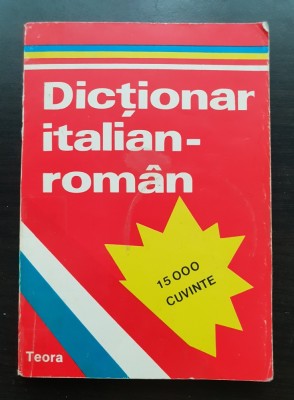 Dicționar
italian-
român
15 000
CUVINTE
Teora